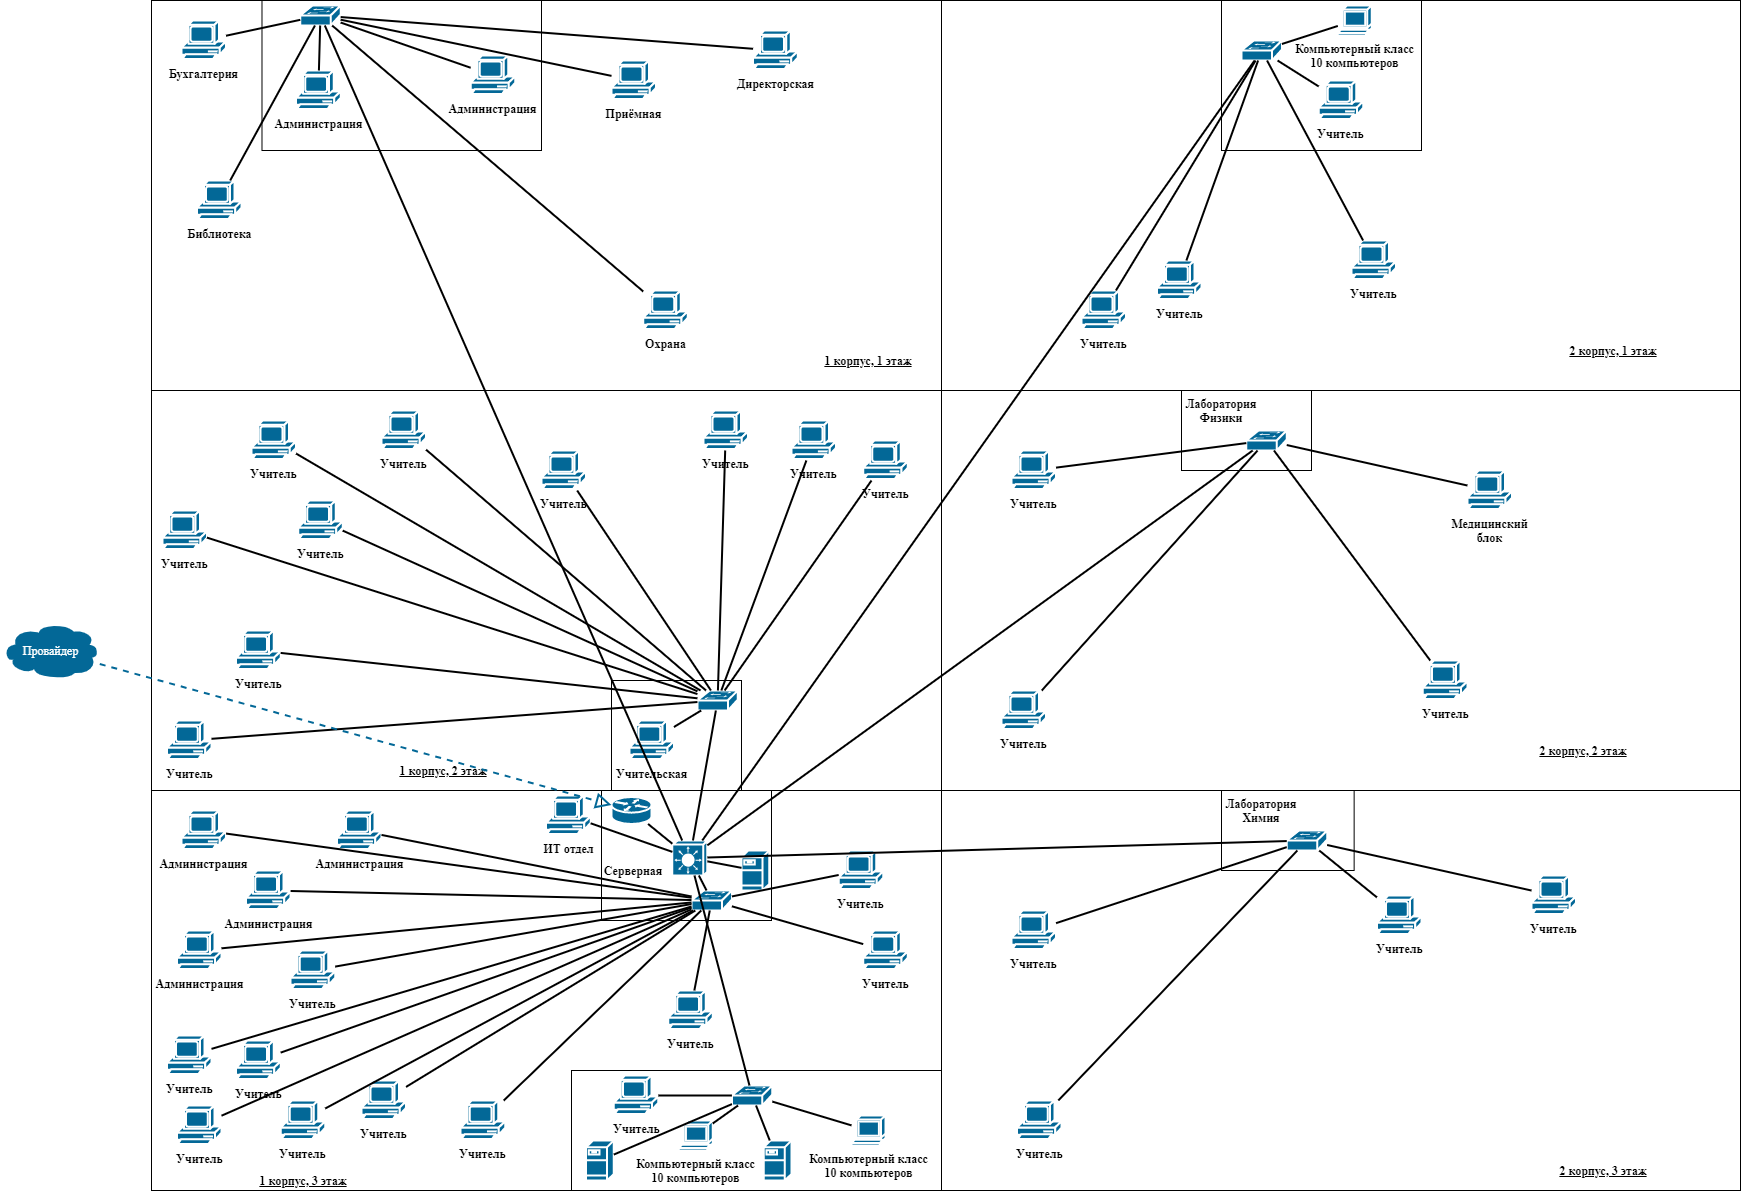 Бухгалтерия
Администрация
Администрация
Приёмная
Директорская
Библиотека
Охрана
1 корпус, 1 этаж
Компьютерный класс
10 компьютеров
Учитель
Учитель
Учитель
Учитель
2 корпус, 1 этаж
Учитель
Учитель
Учитель
Учитель
Учитель
Учитель
Учитель
Учитель
Учитель
Учитель
Учительская
1 корпус, 2 этаж
Провайдер
Лаборатория
Физики
Учитель
Медицинский
блок
Учитель
Учитель
2 корпус, 2 этаж
ИТ отдел
Серверная
Администрация
Администрация
Администрация
Администрация
Учитель
Учитель
Учитель
Учитель
Учитель
Учитель
Учитель
Учитель
Учитель
Учитель
Учитель
Компьютерный класс
10 компьютеров
Компьютерный класс
10 компьютеров
1 корпус, 3 этаж
Лаборатория
Химия
Учитель
Учитель
Учитель
Учитель
2 корпус, 3 этаж